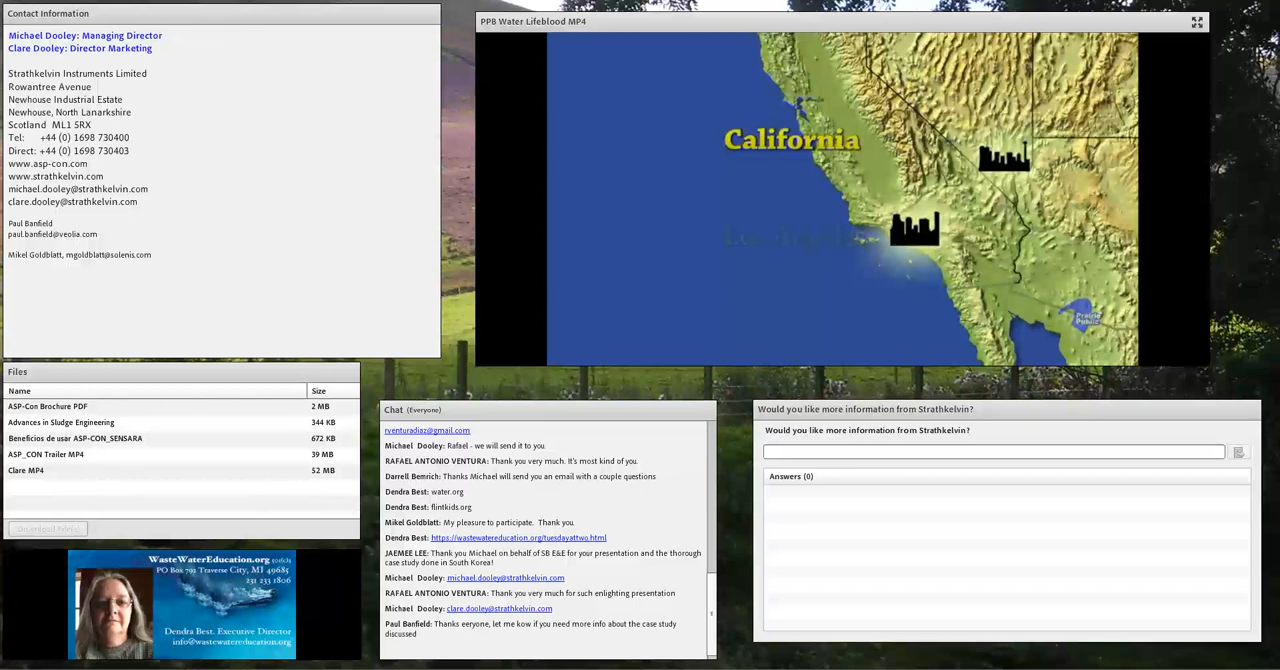 Contact Information
Michael Dooley: Managing Director
Clare Dooley: Director Marketing
Strathkelvin Instruments Limited
Rowantree Avenue
Newhouse Industrial Estate
Newhouse, North Lanarkshire
Scotland ML1 5RX
Tel: +44 (0) 1698 730400
Direct: +44 (0) 1698 730403
www.asp-con.com
www.strathkelvin.com
michael.dooley@strathkelvin.com
clare.dooley@strathkelvin.com
Paul Banfield
paul.banfield@veolia.com
Mikel Goldblatt, mgoldblatt@solenis.com
PPB Water Lifeblood MP4
California
Los Angeles
Prairie
Public
Files
Name Size
ASP-Con Brochure PDF 2 MB
Advances in Sludge Engineering 344 KB
Beneficios de usar ASP-CON_SENSARA 672 KB
ASP_CON Trailer MP4 39 MB
Clare MP4 52 MB
Download File(s)
WasteWaterEducation.org 501(c)3
PO Box 792 Traverse City, MI 49685
231 233 1806
Dendra Best. Executive Director
info@wastewatereducation.org
Chat (Everyone)
rventuradiaz@gmail.com
Michael Dooley: Rafael - we will send it to you.
RAFAEL ANTONIO VENTURA: Thank you very much. It's most kind of you.
Darrell Bemrich: Thanks Michael will send you an email with a couple questions
Dendra Best: water.org
Dendra Best: flintkids.org
Mikel Goldblatt: My pleasure to participate. Thank you.
Dendra Best: https://wastewatereducation.org/tuesdayattwo.html
JAEMEE LEE: Thank you Michael on behalf of SB E&E for your presentation and the thorough
case study done in South Korea!
Michael Dooley: michael.dooley@strathkelvin.com
RAFAEL ANTONIO VENTURA: Thank you very much for such enlighting presentation
Michael Dooley: clare.dooley@strathkelvin.com
Paul Banfield: Thanks eeryone, let me kow if you need more info about the case study
discussed
Would you like more information from Strathkelvin?
Would you like more information from Strathkelvin?
Answers (0)